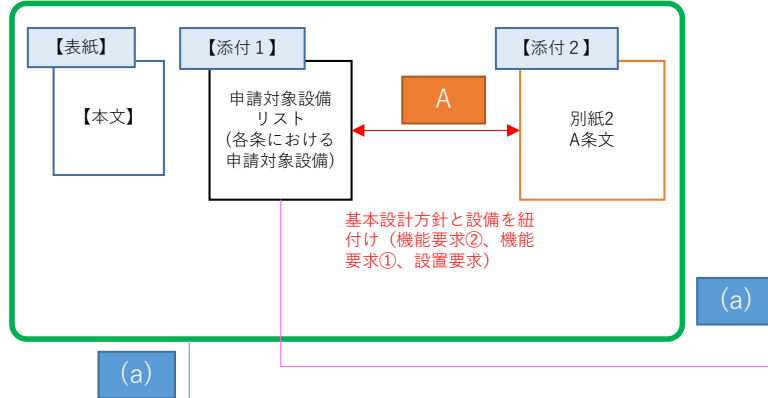 【表紙】
【本文】
【添付１】
申請対象設備
リスト
(各条における
申請対象設備)
A
【添付２】
別紙2
A条文
基本設計方針と設備を紐
付け（機能要求②、機能
要求①、設置要求）
(a)
(a)